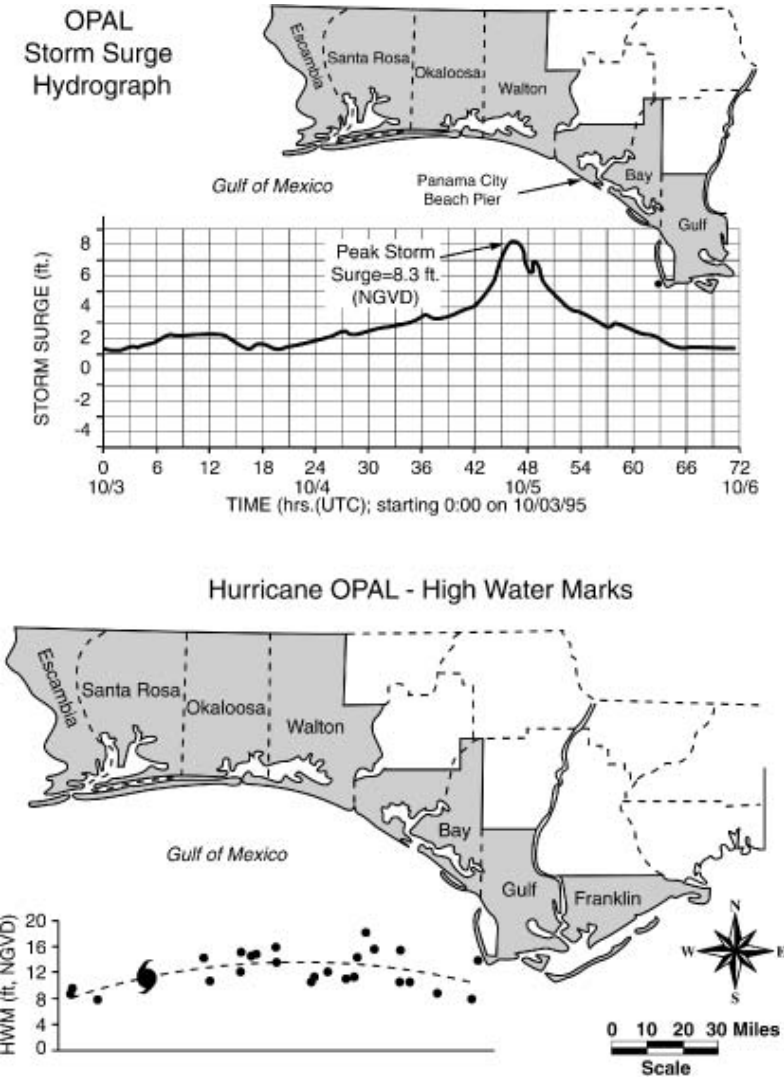 OPAL
Storm Surge
Hydrograph
Escambia
Santa Rosa
Okaloosa
Walton
Gulf of Mexico
Panama City
Beach Pier
Bay
Gulf
Peak Storm
Surge=8.3 ft.
(NGVD)
STORM SURGE (ft.)
8
6
4
2
0
-2
-4
0 6 12 18 24 30 36 42 48 54 60 66 72
10/3 10/4 10/5 10/6
TIME (hrs.(UTC); starting 0:00 on 10/03/95
Hurricane OPAL - High Water Marks
Escambia
Santa Rosa
Okaloosa
Walton
Gulf of Mexico
Bay
Gulf
Franklin
HWM (ft, NGVD)
20
16
12
8
4
0
N
W E
S
0 10 20 30 Miles
Scale